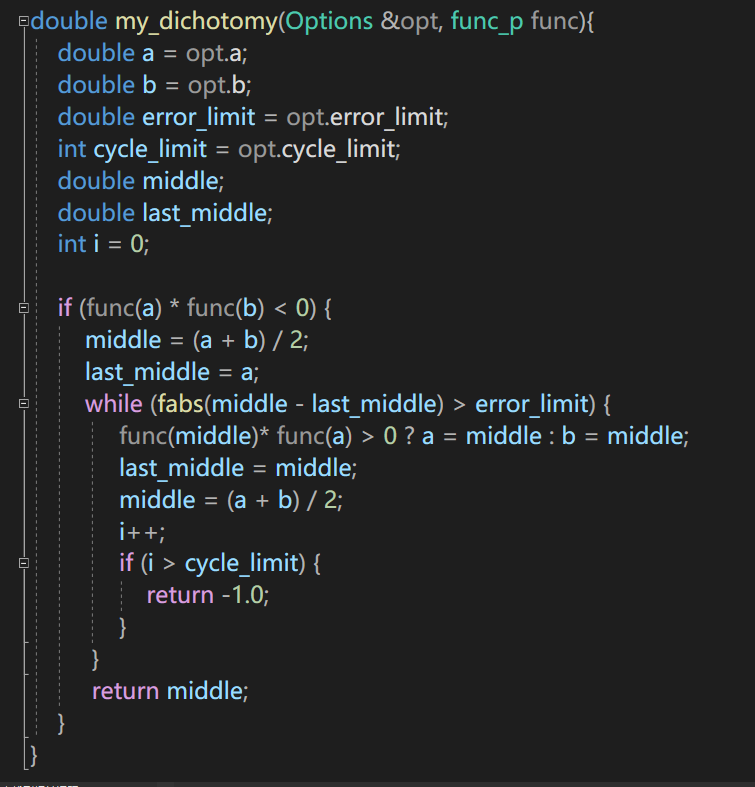 double my_dichotomy(Options &opt, func_p func){
double a = opt.a;
double b = opt.b;
double error_limit = opt.error_limit;
int cycle_limit = opt.cycle_limit;
double middle;
double last_middle;
int i = 0;
if (func(a) * func(b) < 0) {
middle = (a + b) / 2;
last_middle = a;
while (fabs(middle - last_middle) > error_limit) {
func(middle)* func(a) > 0 ? a = middle : b = middle;
last_middle = middle;
middle = (a + b) / 2;
i++;
if (i > cycle_limit) {
return -1.0;
}
}
return middle;
}
}